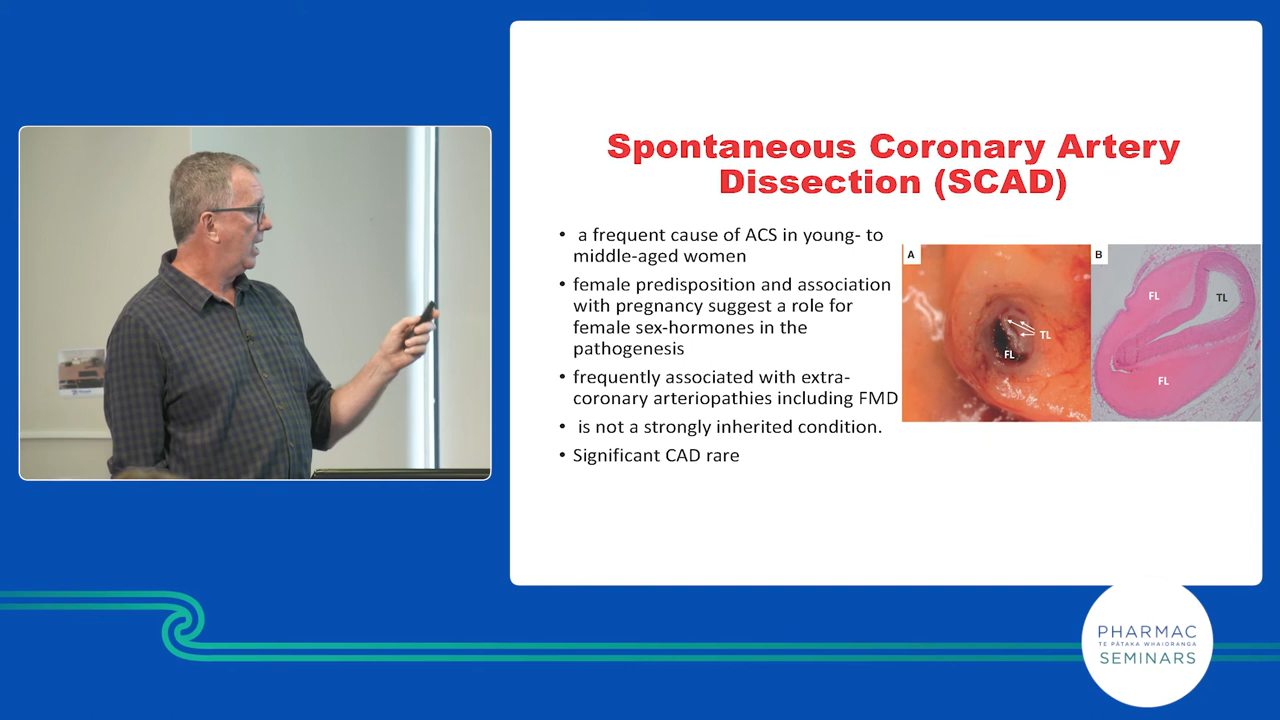 Spontaneous Coronary Artery
Dissection (SCAD)
• a frequent cause of ACS in young- to
middle-aged women
• female predisposition and association
with pregnancy suggest a role for
female sex-hormones in the
pathogenesis
• frequently associated with extra-
coronary arteriopathies including FMD
• is not a strongly inherited condition.
• Significant CAD rare
A
TL
FL
B
FL
TL
FL
PHARMAC
TE PĀTAKA WHAIORANGA
SEMINARS